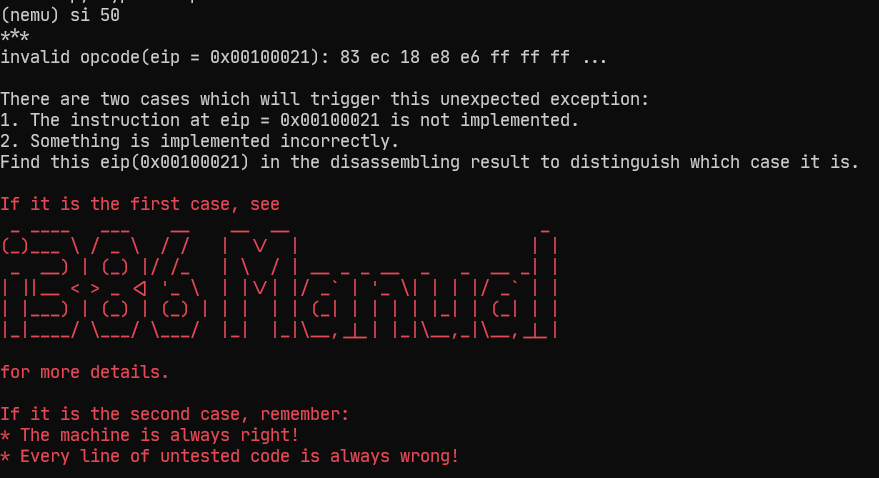 (nemu) si 50
***
invalid opcode(eip = 0x00100021): 83 ec 18 e8 e6 ff ff ff ...
There are two cases which will trigger this unexpected exception:
1. The instruction at eip = 0x00100021 is not implemented.
2. Something is implemented incorrectly.
Find this eip(0x00100021) in the disassembling result to distinguish which case it is.
If it is the first case, see
i386 Manual
for more details.
If it is the second case, remember:
* The machine is always right!
* Every line of untested code is always wrong!